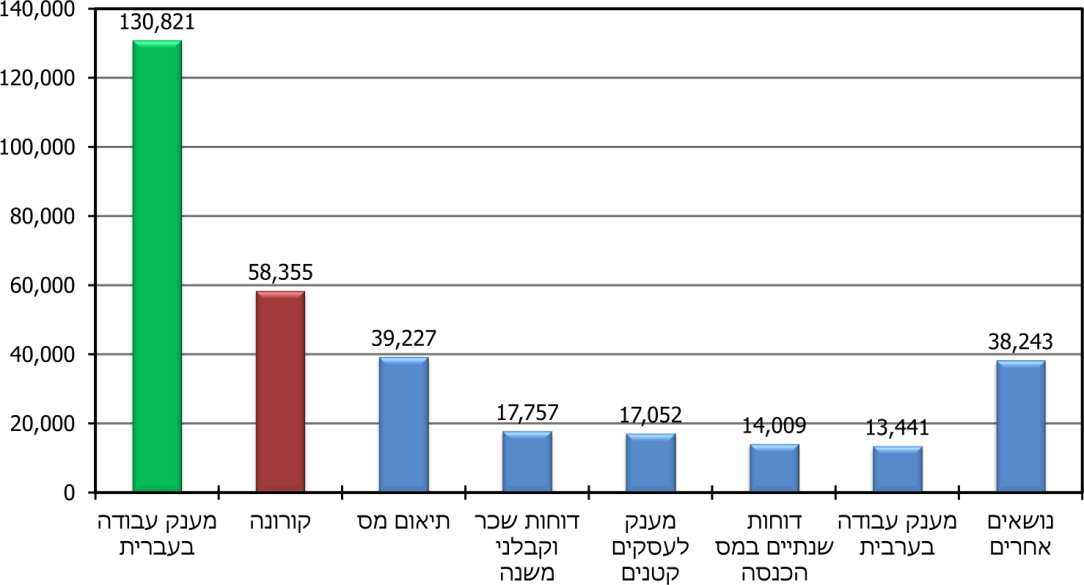 140,000
120,000
100,000
80,000
60,000
40,000
20,000
0
130,821
58,355
39,227
17,757
17,052
14,009
13,441
38,243
מענק עבודה
בעברית
קורונה
תיאום מס
דוחות שכר
וקבלני
משנה
מענק
לעסקים
קטנים
דוחות
שנתיים במס
הכנסה
מענק עבודה
בערבית
נושאים
אחרים